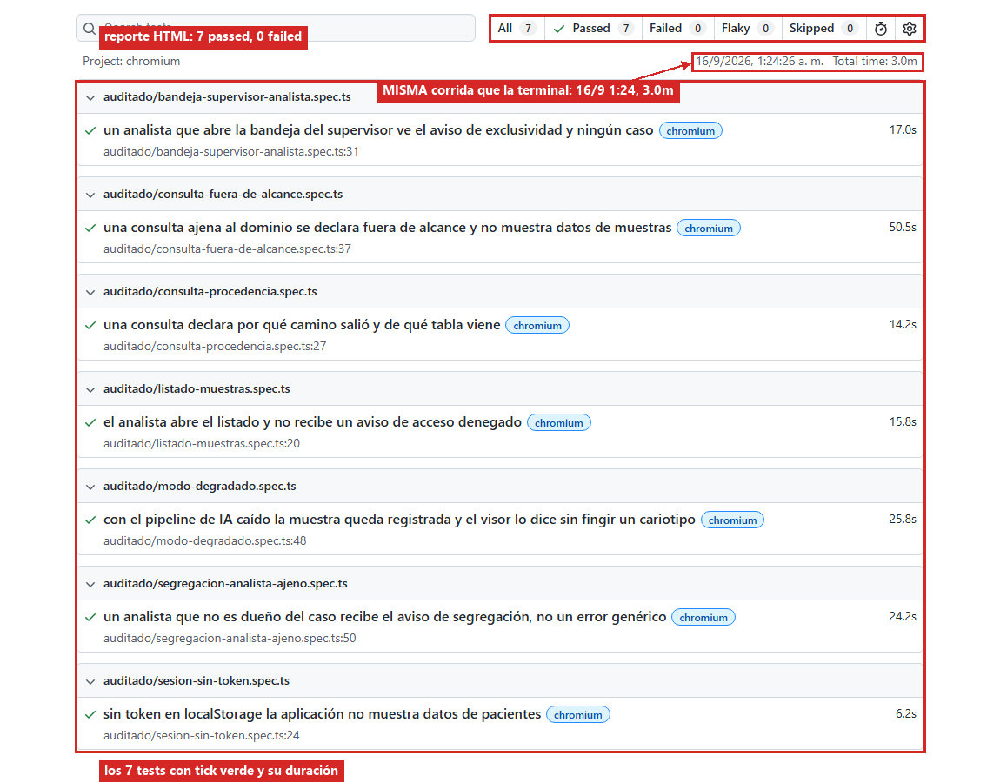 All 7 Passed 7 Failed 0 Flaky 0 Skipped 0
reporte HTML: 7 passed, 0 failed
Project: chromium
16/9/2026, 1:24:26 a. m. Total time: 3.0m
MISMA corrida que la terminal: 16/9 1:24, 3.0m
auditado/bandeja-supervisor-analista.spec.ts
un analista que abre la bandeja del supervisor ve el aviso de exclusividad y ningún caso chromium 17.0s
auditado/bandeja-supervisor-analista.spec.ts:31
auditado/consulta-fuera-de-alcance.spec.ts
una consulta ajena al dominio se declara fuera de alcance y no muestra datos de muestras chromium 50.5s
auditado/consulta-fuera-de-alcance.spec.ts:37
auditado/consulta-procedencia.spec.ts
una consulta declara por qué camino salió y de qué tabla viene chromium 14.2s
auditado/consulta-procedencia.spec.ts:27
auditado/listado-muestras.spec.ts
el analista abre el listado y no recibe un aviso de acceso denegado chromium 15.8s
auditado/listado-muestras.spec.ts:20
auditado/modo-degradado.spec.ts
con el pipeline de IA caído la muestra queda registrada y el visor lo dice sin fingir un cariotipo chromium 25.8s
auditado/modo-degradado.spec.ts:48
auditado/segregacion-analista-ajeno.spec.ts
un analista que no es dueño del caso recibe el aviso de segregación, no un error genérico chromium 24.2s
auditado/segregacion-analista-ajeno.spec.ts:50
auditado/sesion-sin-token.spec.ts
sin token en localStorage la aplicación no muestra datos de pacientes chromium 6.2s
auditado/sesion-sin-token.spec.ts:24
los 7 tests con tick verde y su duración